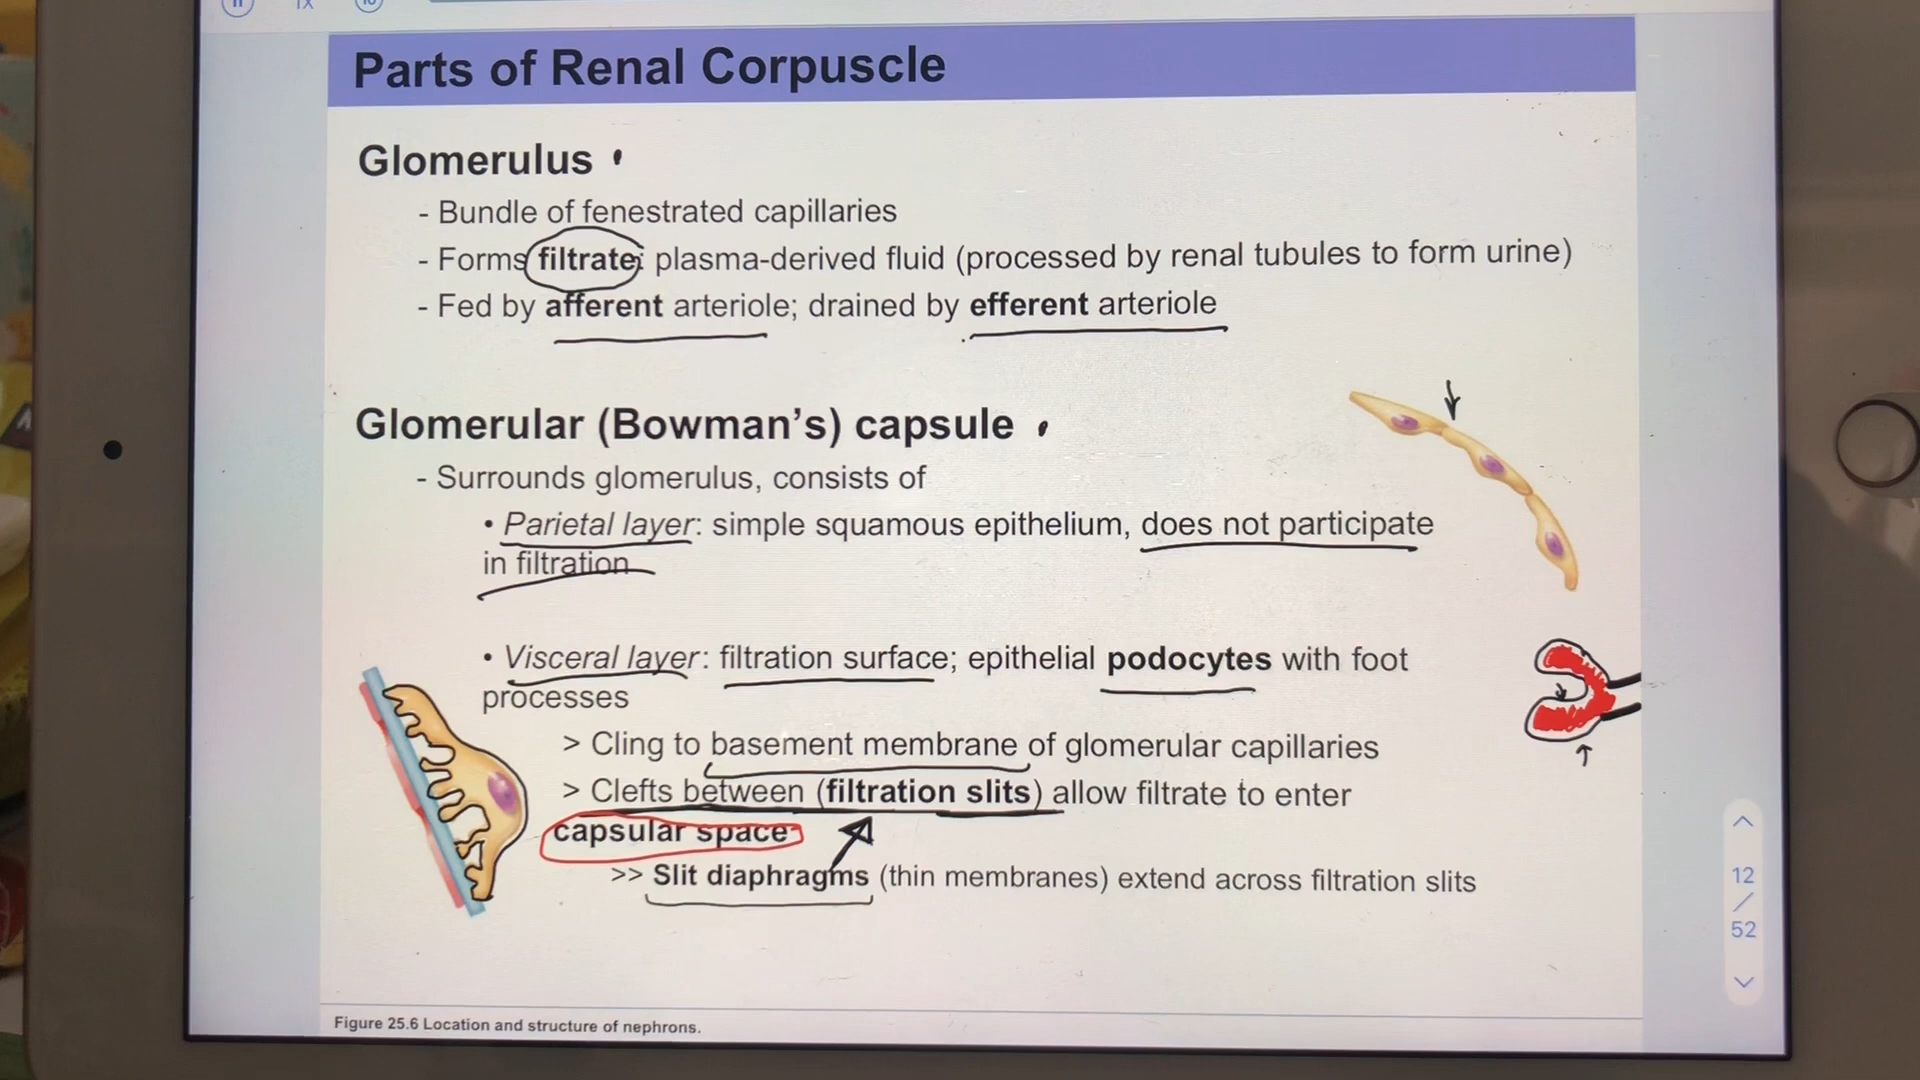 1x
10
Parts of Renal Corpuscle
Glomerulus
- Bundle of fenestrated capillaries
- Forms filtrate: plasma-derived fluid (processed by renal tubules to form urine)
- Fed by afferent arteriole; drained by efferent arteriole
Glomerular (Bowman’s) capsule
- Surrounds glomerulus, consists of
• Parietal layer: simple squamous epithelium, does not participate
in filtration
• Visceral layer: filtration surface; epithelial podocytes with foot
processes
> Cling to basement membrane of glomerular capillaries
> Clefts between (filtration slits) allow filtrate to enter
capsular space
>> Slit diaphragms (thin membranes) extend across filtration slits
12
/
52
Figure 25.6 Location and structure of nephrons.